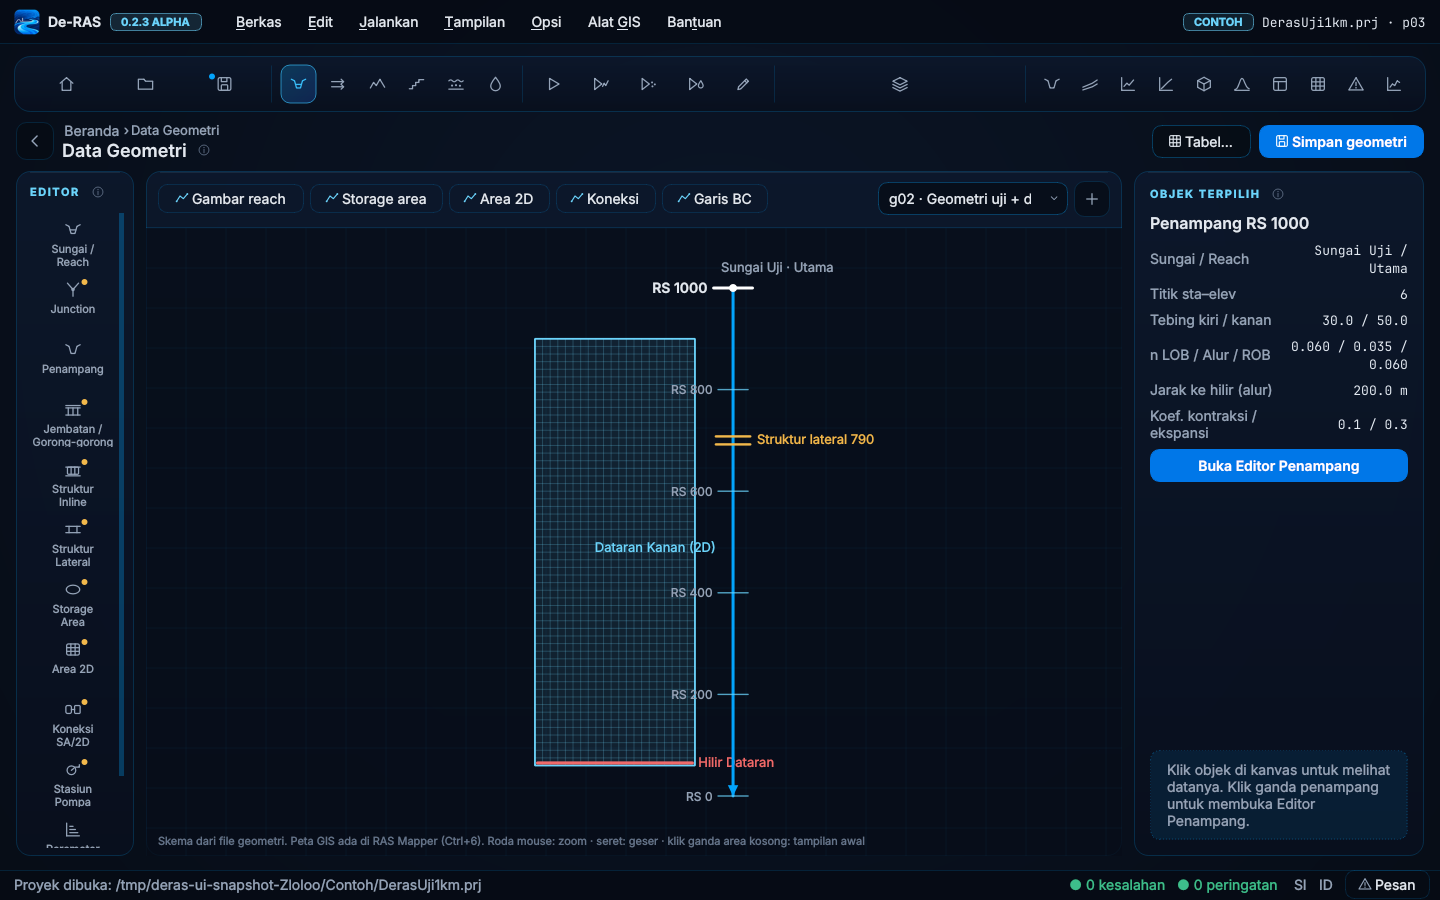 De-RAS 0.2.3 ALPHA Berkas Edit Jalankan Tampilan Opsi Alat GIS Bantuan CONTOH DerasUji1km.prj · p03
Beranda › Data Geometri
Data Geometri
Tabel... Simpan geometri
EDITOR
Sungai /
Reach
Junction
Penampang
Jembatan /
Gorong-gorong
Struktur
Inline
Struktur
Lateral
Storage
Area
Area 2D
Koneksi
SA/2D
Stasiun
Pompa
Parameter
Gambar reach Storage area Area 2D Koneksi Garis BC g02 · Geometri uji + d
Sungai Uji · Utama
RS 1000
RS 800
Struktur lateral 790
RS 600
Dataran Kanan (2D)
RS 400
RS 200
Hilir Dataran
RS 0
Skema dari file geometri. Peta GIS ada di RAS Mapper (Ctrl+6). Roda mouse: zoom · seret: geser · klik ganda area kosong: tampilan awal
OBJEK TERPILIH
Penampang RS 1000
Sungai / Reach Sungai Uji /
Utama
Titik sta–elev 6
Tebing kiri / kanan 30.0 / 50.0
n LOB / Alur / ROB 0.060 / 0.035 /
0.060
Jarak ke hilir (alur) 200.0 m
Koef. kontraksi /
ekspansi 0.1 / 0.3
Buka Editor Penampang
Klik objek di kanvas untuk melihat
datanya. Klik ganda penampang
untuk membuka Editor
Penampang.
Proyek dibuka: /tmp/deras-ui-snapshot-Zloloo/Contoh/DerasUji1km.prj 0 kesalahan 0 peringatan SI ID Pesan